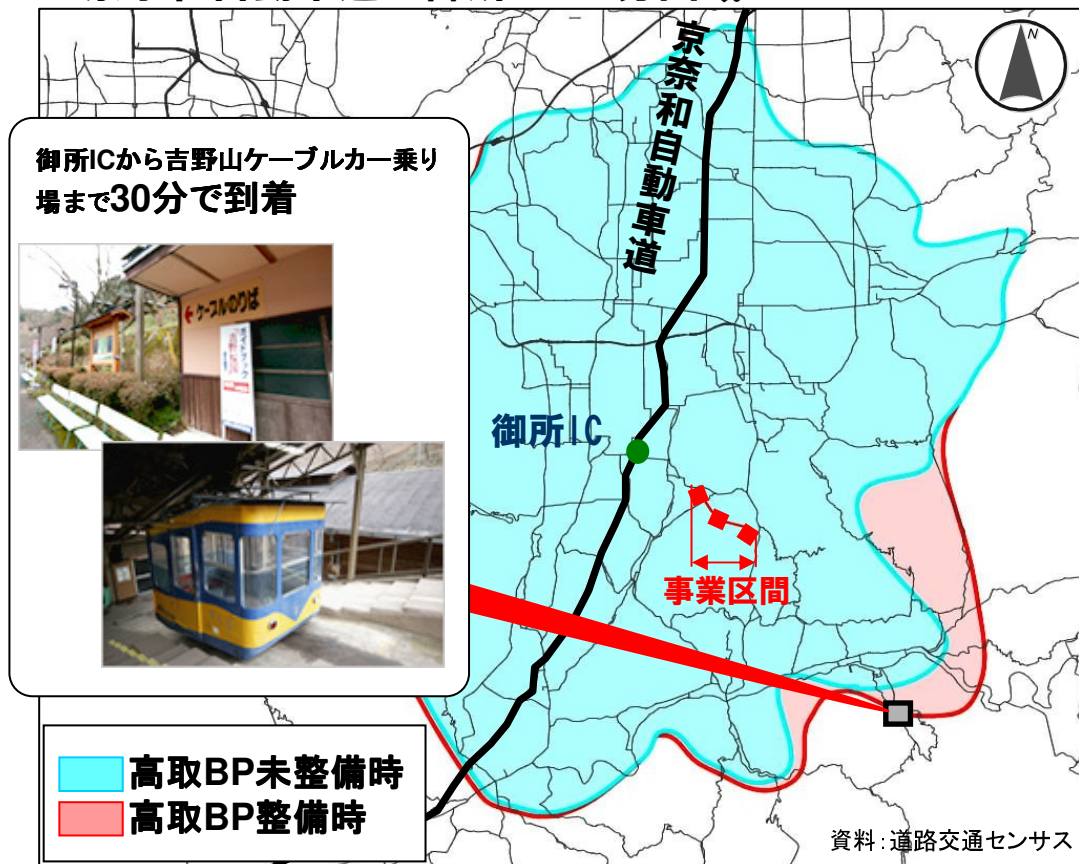 京奈和自動車道
N
御所ICから吉野山ケーブルカー乗り
場まで30分で到着
ケーブルのりば
御所IC
事業区間
高取BP未整備時
高取BP整備時
資料：道路交通センサス